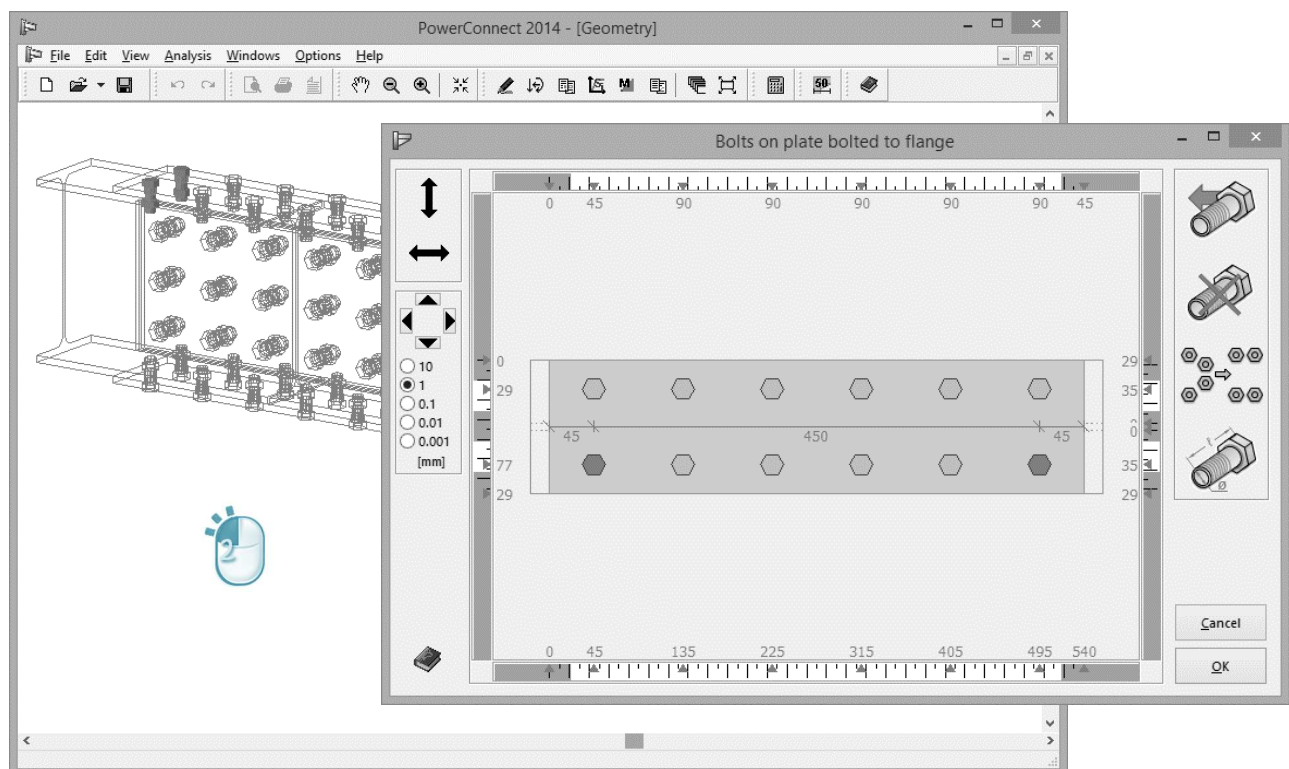 PowerConnect 2014 - [Geometry]
File Edit View Analysis Windows Options Help
50
Bolts on plate bolted to flange
0 45 90 90 90 90 90 45
10
1
0.1
0.01
0.001
[mm]
0
29
77
29
29
35
0
35
29
45 450 45
2
0 45 135 225 315 405 495 540
ø
Cancel
OK